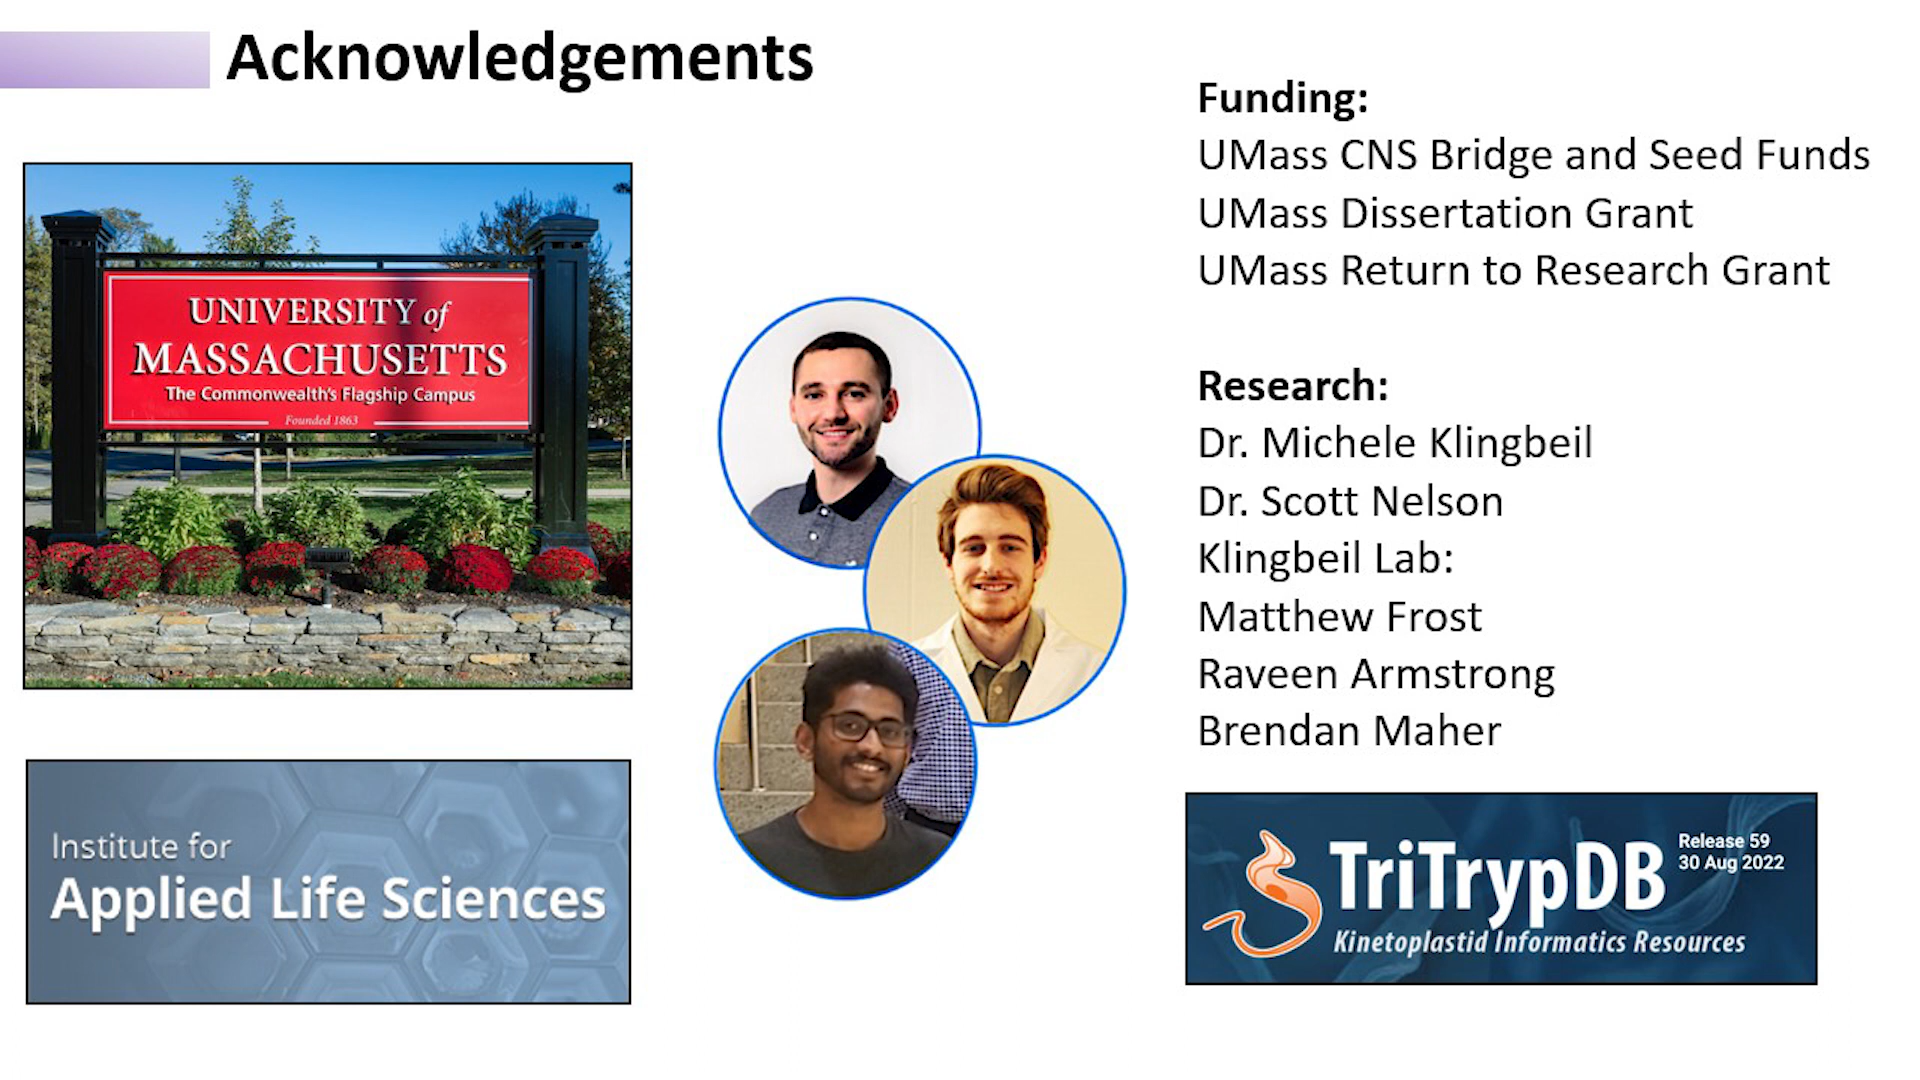 Acknowledgements
UNIVERSITY of
MASSACHUSETTS
The Commonwealth's Flagship Campus
Founded 1863
Institute for
Applied Life Sciences
Funding:
UMass CNS Bridge and Seed Funds
UMass Dissertation Grant
UMass Return to Research Grant
Research:
Dr. Michele Klingbeil
Dr. Scott Nelson
Klingbeil Lab:
Matthew Frost
Raveen Armstrong
Brendan Maher
TriTrypDB
Release 59
30 Aug 2022
Kinetoplastid Informatics Resources